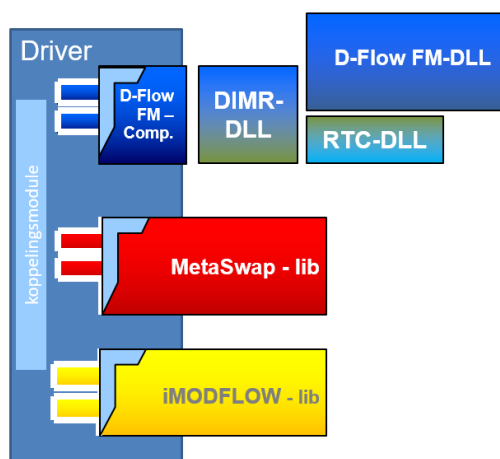 Driver
koppelingsmodule
D-Flow
FM –
Comp.
DIMR-
DLL
D-Flow FM-DLL
RTC-DLL
MetaSwap - lib
iMODFLOW - lib